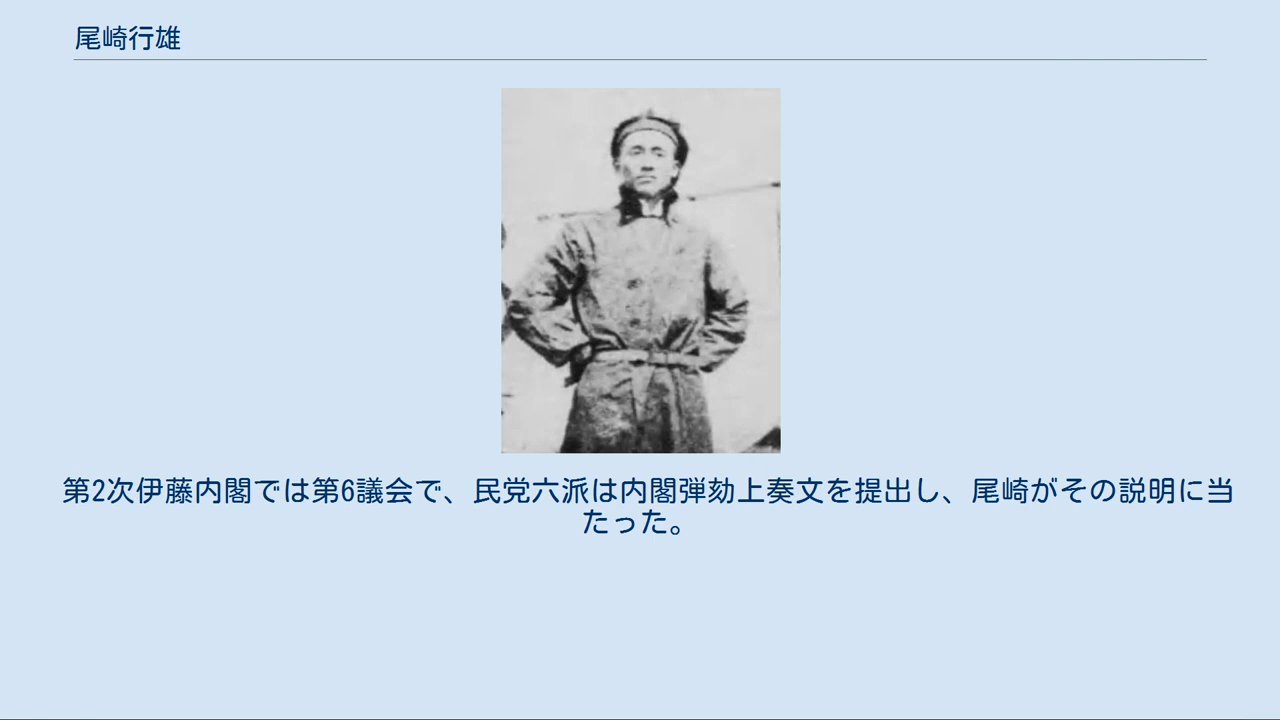 尾崎行雄
第2次伊藤内閣では第6議会で、民党六派は内閣弾劾上奏文を提出し、尾崎がその説明に当
たった。